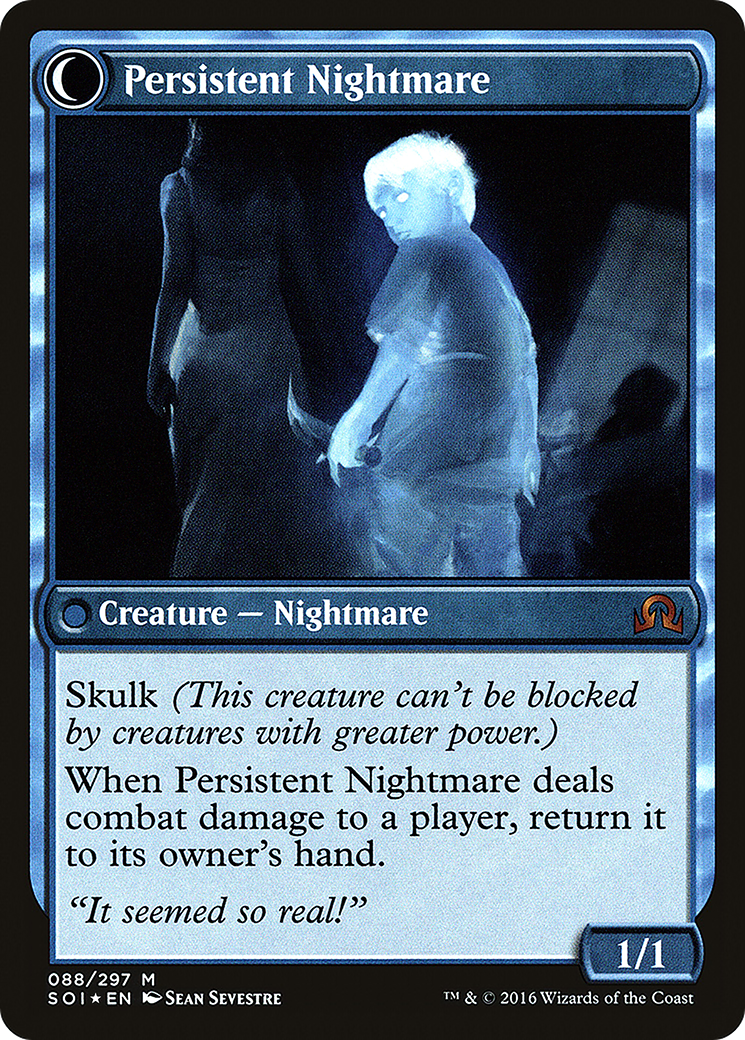 Persistent Nightmare
Creature — Nightmare
Skulk (This creature can't be blocked
by creatures with greater power.)
When Persistent Nightmare deals
combat damage to a player, return it
to its owner's hand.
“It seemed so real!”
1/1
088/297 M
SOI★EN Sean Sevestre
™ & © 2016 Wizards of the Coast